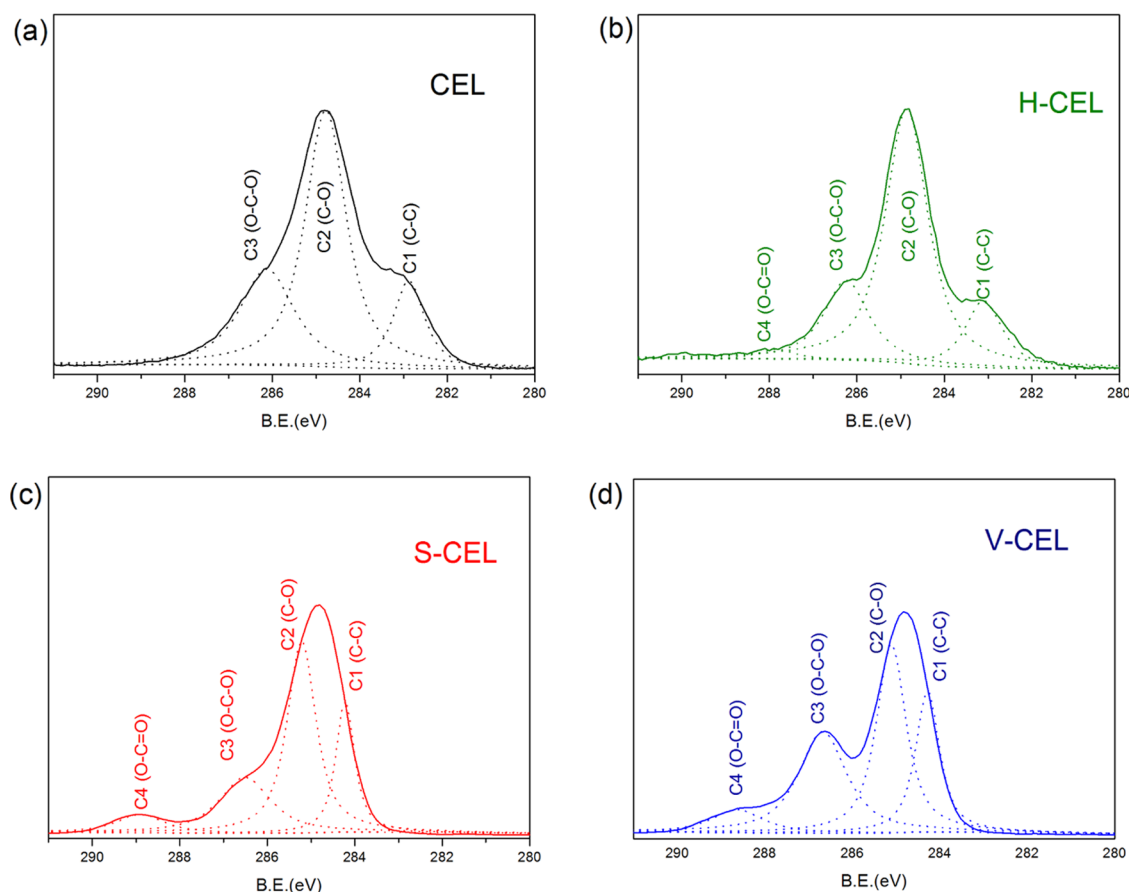 (a)
CEL
C3 (O-C-O)
C2 (C-O)
C1 (C-C)
290 288 286 284 282 280
B.E.(eV)
(b)
H-CEL
C4 (O-C=O)
C3 (O-C-O)
C2 (C-O)
C1 (C-C)
290 288 286 284 282 280
B.E.(eV)
(c)
S-CEL
C4 (O-C=O)
C3 (O-C-O)
C2 (C-O)
C1 (C-C)
290 288 286 284 282 280
B.E.(eV)
(d)
V-CEL
C4 (O-C=O)
C3 (O-C-O)
C2 (C-O)
C1 (C-C)
290 288 286 284 282 280
B.E.(eV)